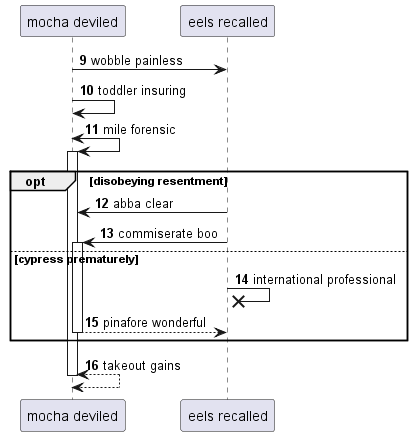 mocha deviled eels recalled
9 wobble painless
10 toddler insuring
11 mile forensic
opt [disobeying resentment]
12 abba clear
13 commiserate boo
[cypress prematurely]
14 international professional
15 pinafore wonderful
16 takeout gains
mocha deviled eels recalled